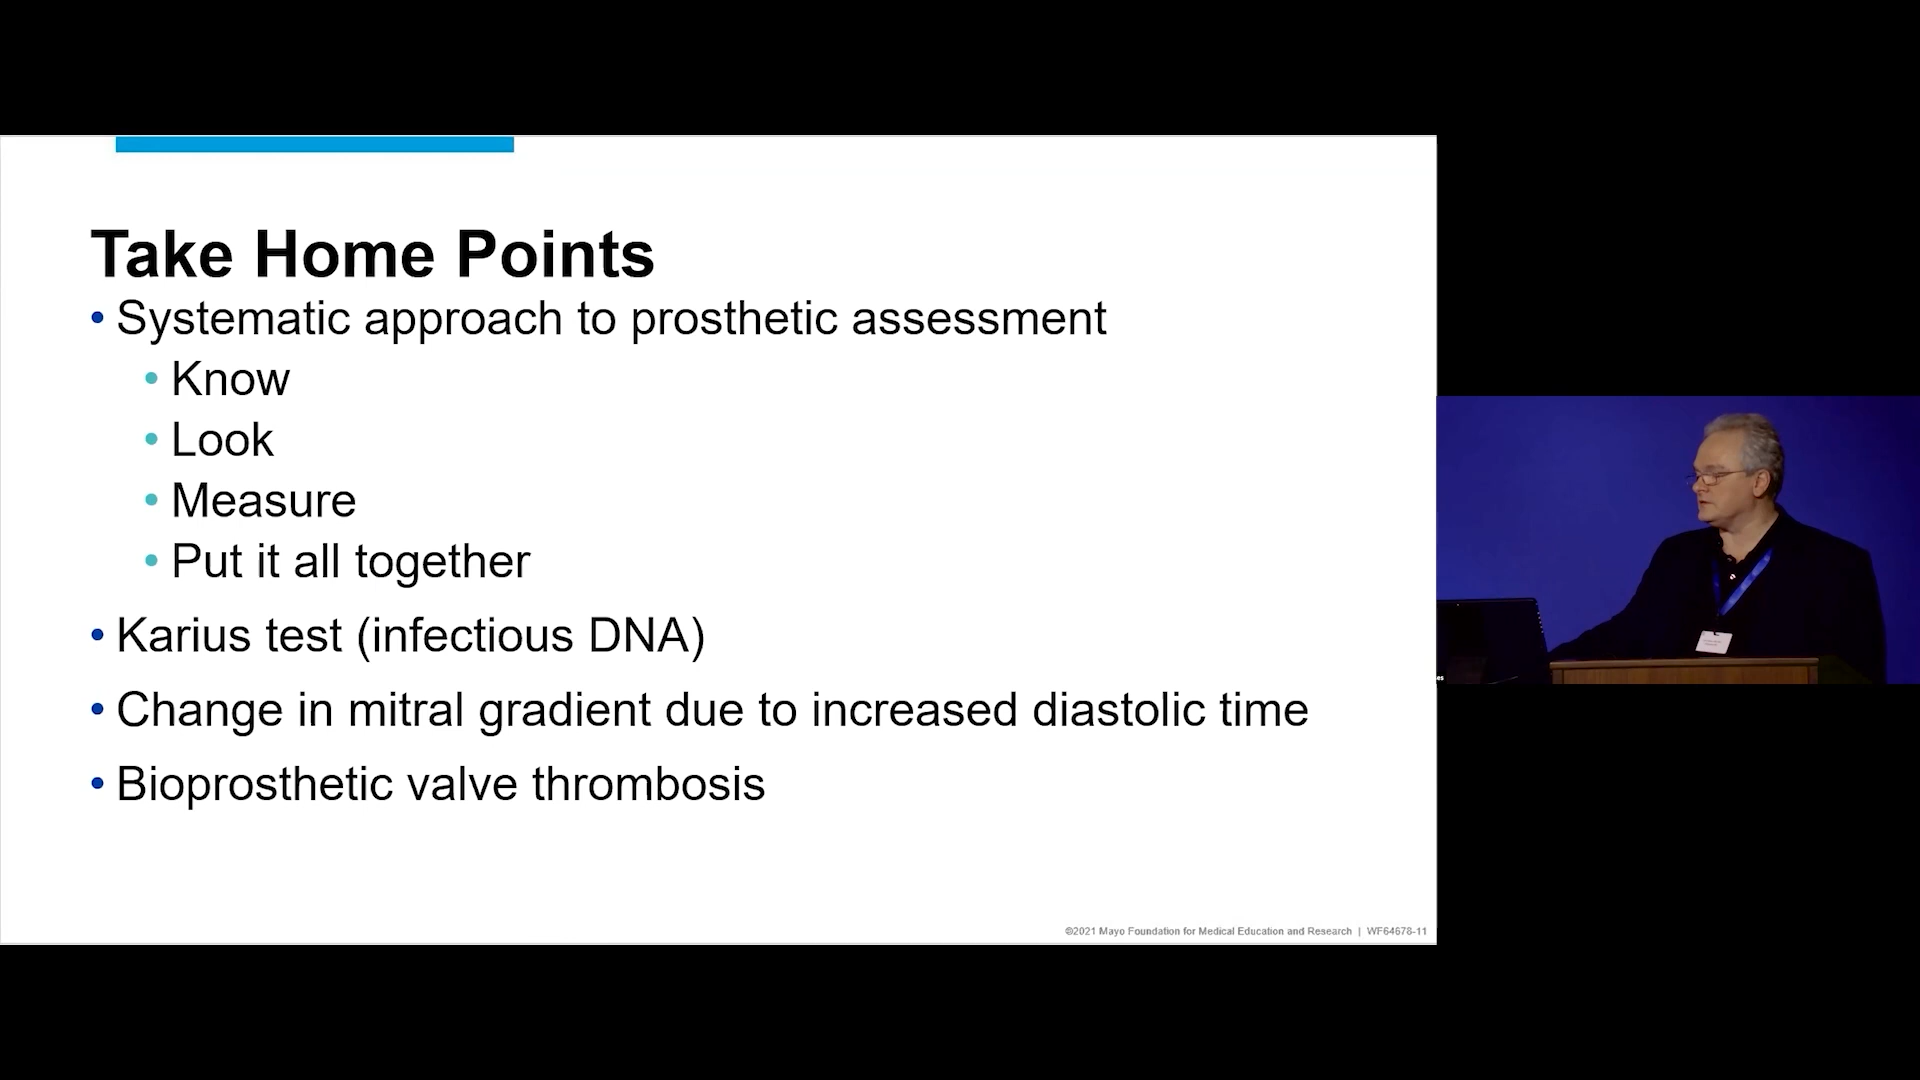 Take Home Points
• Systematic approach to prosthetic assessment
• Know
• Look
• Measure
• Put it all together
• Karius test (infectious DNA)
• Change in mitral gradient due to increased diastolic time
• Bioprosthetic valve thrombosis
©2021 Mayo Foundation for Medical Education and Research | WF64678-11